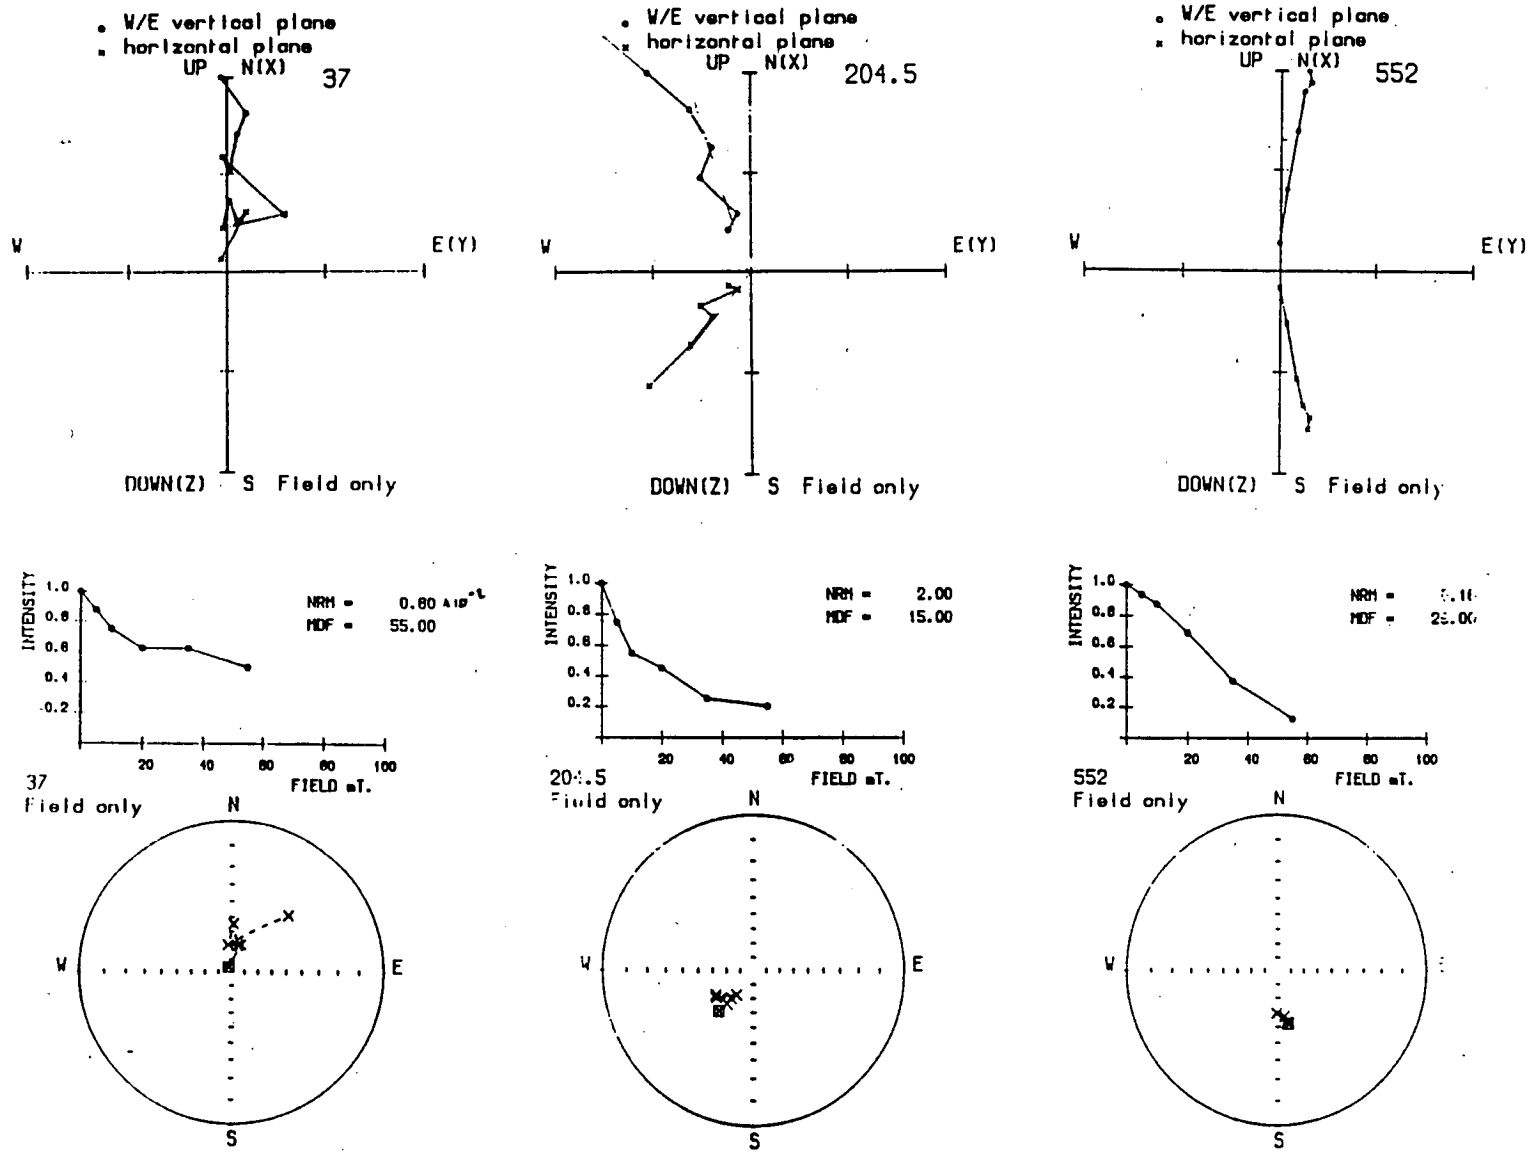 W/E vertical plane
horizontal plane
UP N(X) 37
W E(Y)
DOWN(Z) S Field only
W/E vertical plane
horizontal plane
UP N(X) 204.5
W E(Y)
DOWN(Z) S Field only
W/E vertical plane
horizontal plane
UP N(X) 552
W E(Y)
DOWN(Z) S Field only
INTENSITY
1.0
0.8
0.6
0.4
0.2
NRM =
MDF = 55.00
20 40 60 80 100
FIELD mT.
INTENSITY
1.0
0.8
0.6
0.4
0.2
NRM = 2.00
MDF = 15.00
20 40 60 80 100
FIELD mT.
INTENSITY
1.0
0.8
0.6
0.4
0.2
NRM =
MDF =
20 40 60 80 100
FIELD mT.
37
Field only
N
W E
S
Field only
N
W E
S
552
Field only
N
W
S